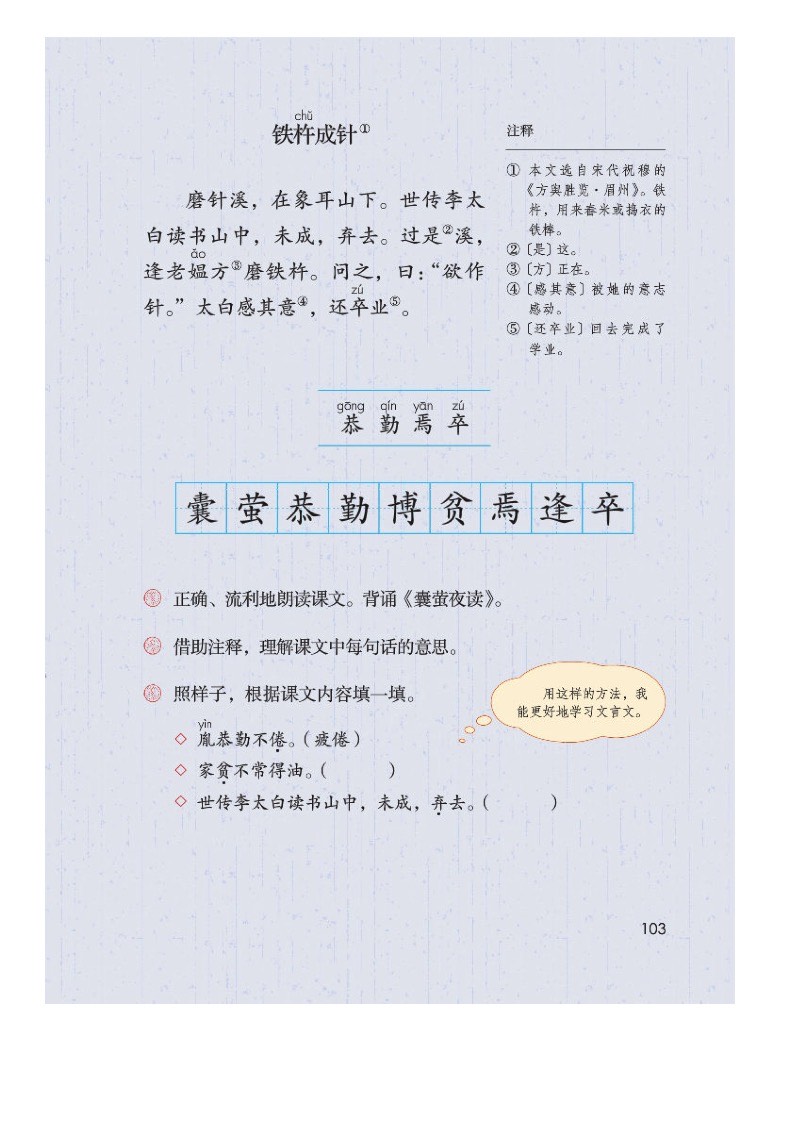 chǔ
铁杵成针①
磨针溪，在象耳山下。世传李太
白读书山中，未成，弃去。过是②溪，
ǎo
逢老媪方③磨铁杵。问之，曰：“欲作
zú
针。”太白感其意④，还卒业⑤。
注释
① 本文选自宋代祝穆的
《方舆胜览·眉州》。铁
杵，用来舂米或捣衣的
铁棒。
②〔是〕这。
③〔方〕正在。
④〔感其意〕被她的意志
感动。
⑤〔还卒业〕回去完成了
学业。
gōng qín yān zú
恭 勤 焉 卒
囊 萤 恭 勤 博 贫 焉 逢 卒
正确、流利地朗读课文。背诵《囊萤夜读》。
借助注释，理解课文中每句话的意思。
照样子，根据课文内容填一填。
用这样的方法，我
能更好地学习文言文。
yìn
◇ 胤恭勤不倦。（疲倦）
◇ 家贫不常得油。（ ）
◇ 世传李太白读书山中，未成，弃去。（ ）
103